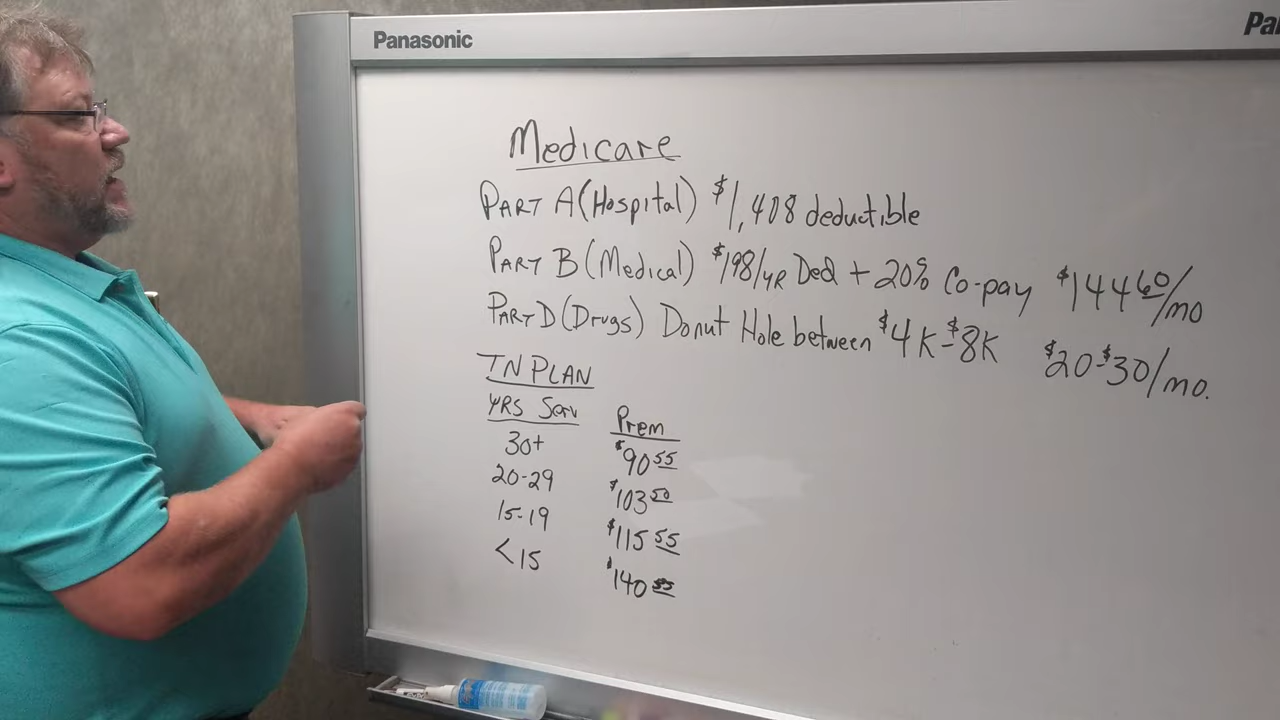 Panasonic
Pa
Medicare
PART A (Hospital) $1,408 deductible
PART B (Medical) $198/YR Ded + 20% Co-pay $144 60/mo
PART D (Drugs) Donut Hole between $4K-$8K $20-$30/mo.
TN PLAN
YRS Serv Prem
30+ $90 55
20-29 $103 50
15-19 $115 55
<15 $140